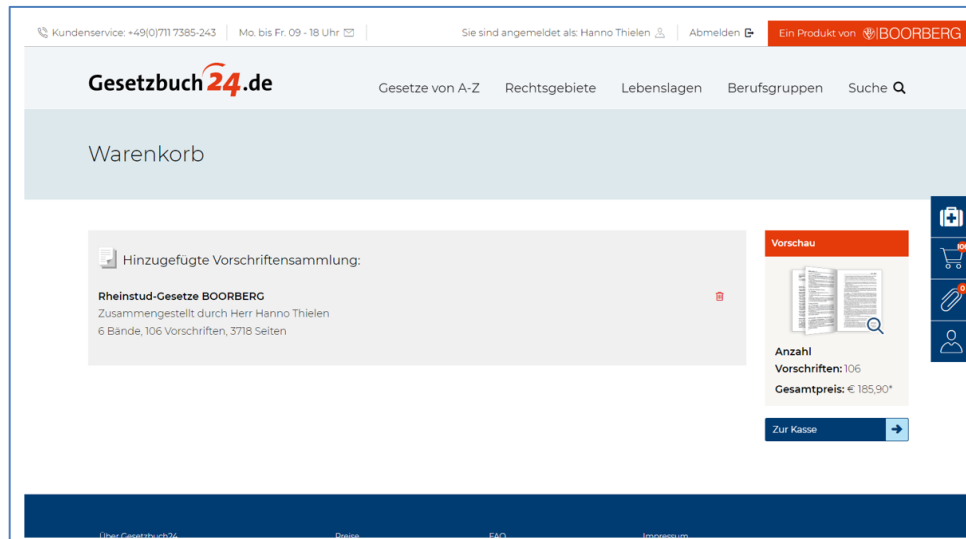 Kundenservice: +49(0)711 7385-243 Mo. bis Fr. 09 - 18 Uhr
Sie sind angemeldet als: Hanno Thielen Abmelden
Ein Produkt von BOORBERG
Gesetzbuch24.de
Gesetze von A-Z Rechtsgebiete Lebenslagen Berufsgruppen Suche
Warenkorb
Hinzugefügte Vorschriftensammlung:
Rheinstud-Gesetze BOORBERG
Zusammengestellt durch Herr Hanno Thielen
6 Bände, 106 Vorschriften, 3718 Seiten
Vorschau
Anzahl
Vorschriften: 106
Gesamtpreis: € 185,90*
Zur Kasse
0
Über Gesetzbuch24 Preise FAQ Impressum